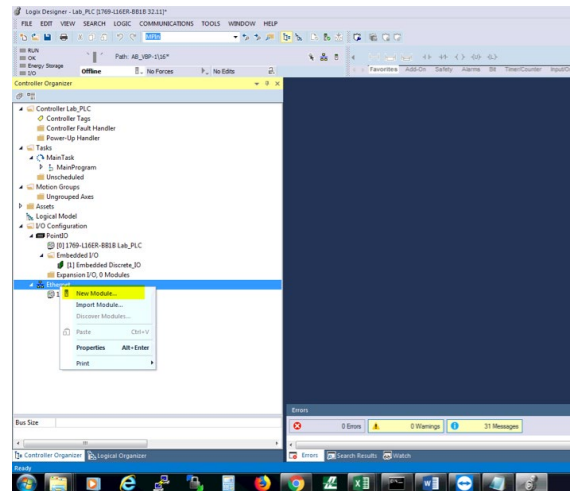 Logix Designer - Lab_PLC [1769-L16ER-BB1B 32.11]*
FILE EDIT VIEW SEARCH LOGIC COMMUNICATIONS TOOLS WINDOW HELP
RUN
OK
Energy Storage
I/O
Path: AB_VBP-1\16*
Offline
No Forces
No Edits
Favorites Add-On Safety Alarms Bit Timer/Counter
Controller Organizer
Controller Lab_PLC
Controller Tags
Controller Fault Handler
Power-Up Handler
Tasks
MainTask
MainProgram
Unscheduled
Motion Groups
Ungrouped Axes
Assets
Logical Model
I/O Configuration
PointIO
[0] 1769-L16ER-BB1B Lab_PLC
Embedded I/O
[1] Embedded Discrete_IO
Expansion I/O, 0 Modules
Ethernet
New Module...
Import Module...
Discover Modules...
Paste Ctrl+V
Properties Alt+Enter
Print
Bus Size
Errors
0 Errors
0 Warnings
31 Messages
Controller Organizer
Logical Organizer
Errors
Search Results
Watch
Ready